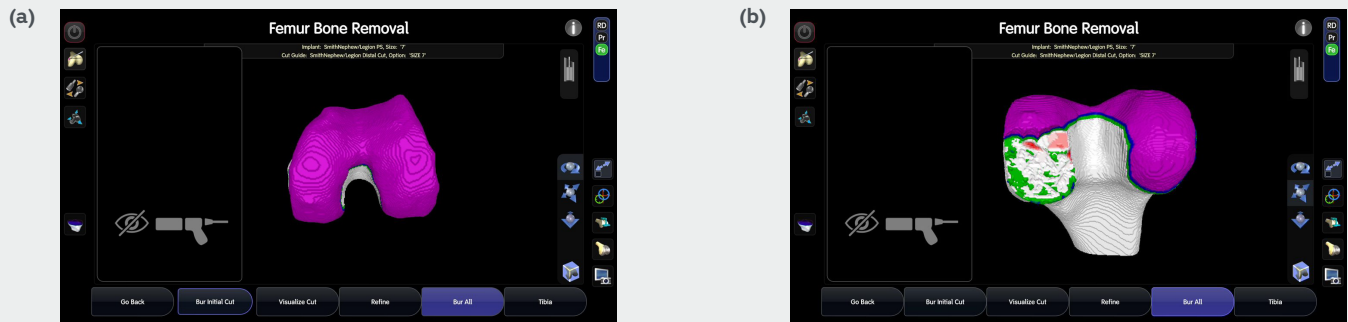 (a)
Femur Bone Removal
Implant: SmithNephew/Legion PS, Size: '7'
Cut Guide: SmithNephew/Legion Distal Cut, Option: 'SIZE 7'
i
RD
Pr
Fe
Go Back
Bur Initial Cut
Visualize Cut
Refine
Bur All
Tibia
(b)
Femur Bone Removal
Implant: SmithNephew/Legion PS, Size: '7'
Cut Guide: SmithNephew/Legion Distal Cut, Option: 'SIZE 7'
i
RD
Pr
Fe
Go Back
Bur Initial Cut
Visualize Cut
Refine
Bur All
Tibia